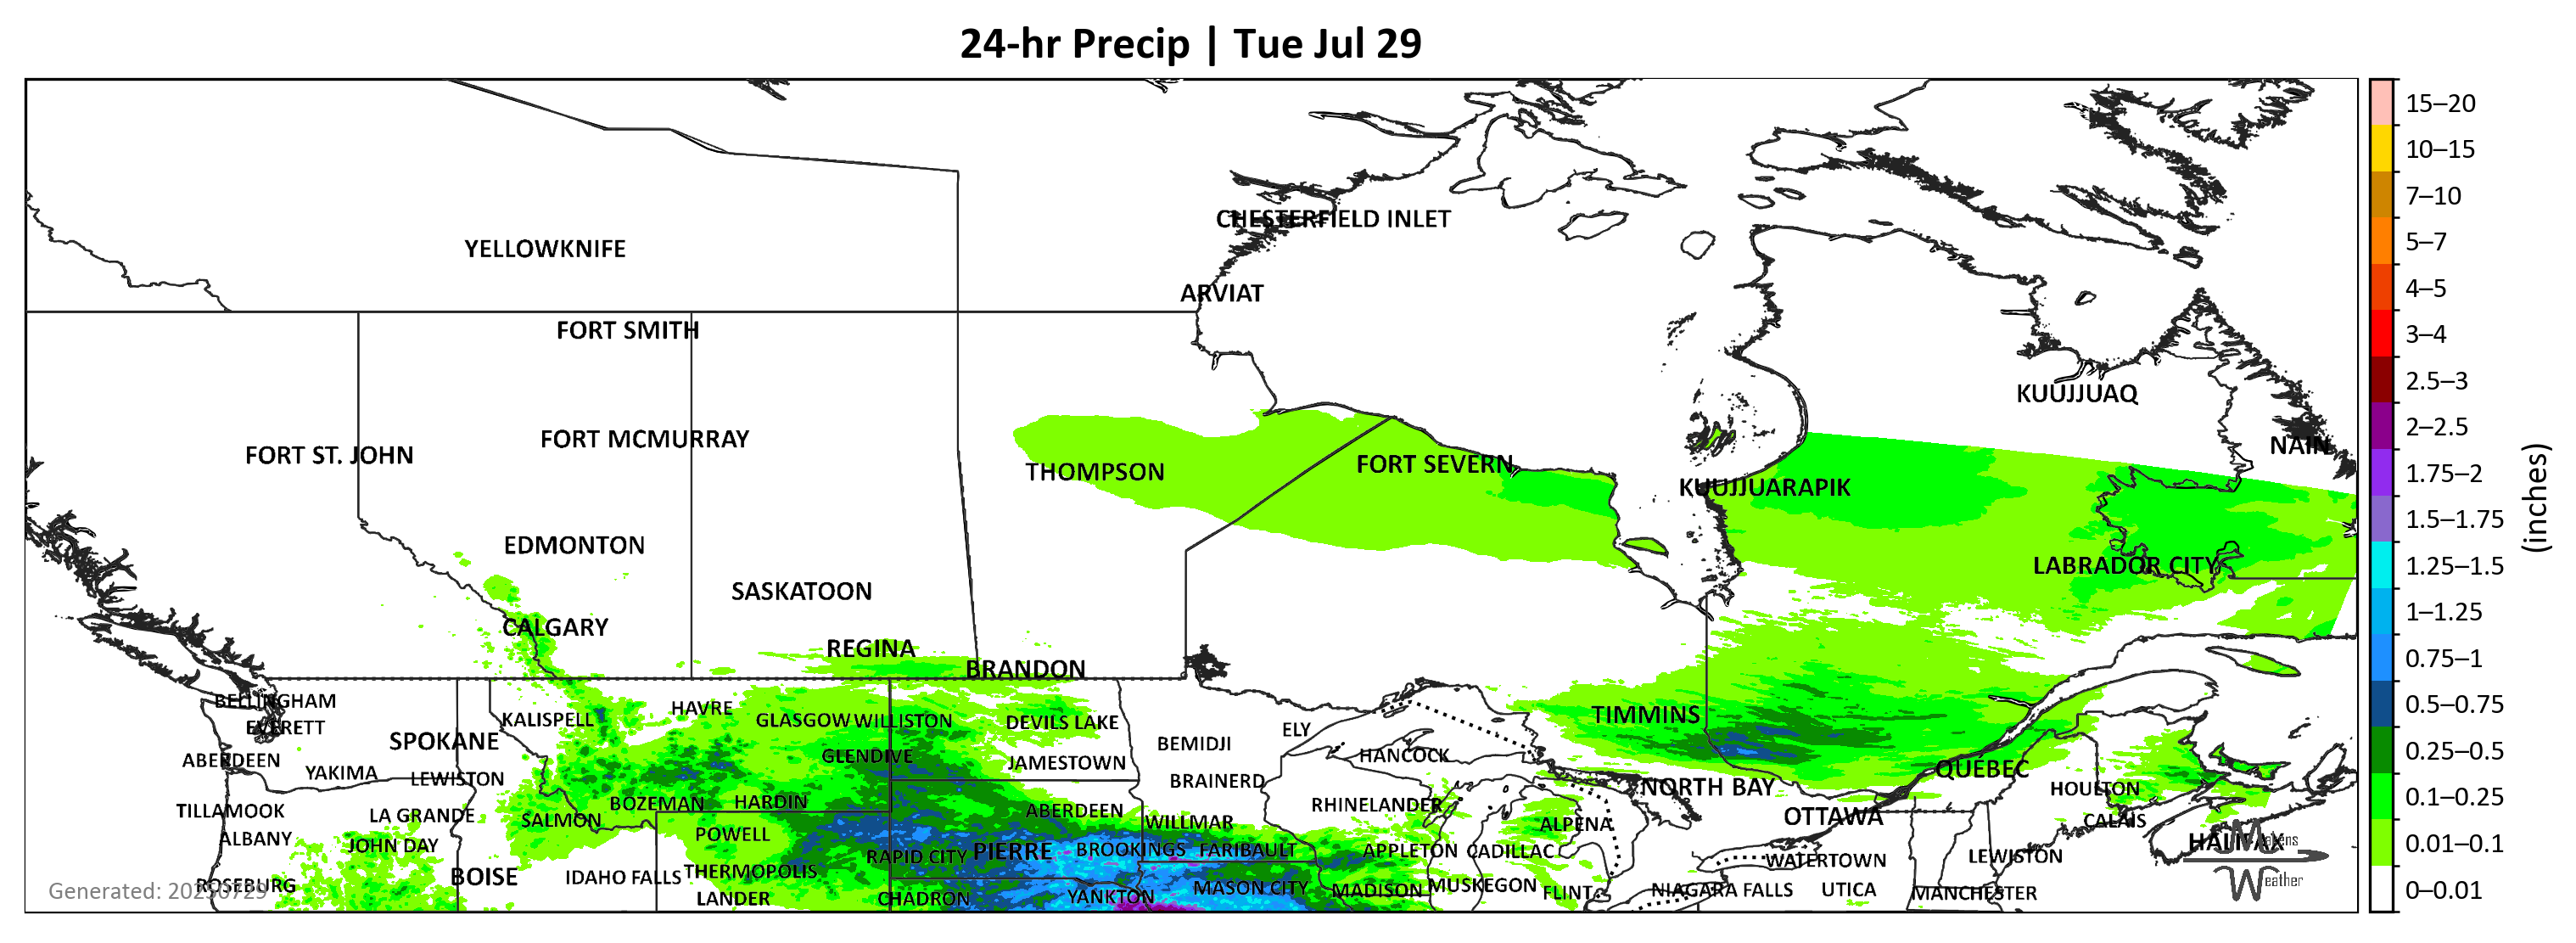 24-hr Precip | Tue Jul 29
CHESTERFIELD INLET
YELLOWKNIFE
ARVIAT
FORT SMITH
KUUJJUAQ
FORT MCMURRAY
NAIN
FORT ST. JOHN
THOMPSON
FORT SEVERN
KUUJJUARAPIK
EDMONTON
LABRADOR CITY
SASKATOON
CALGARY
REGINA
BRANDON
BELLINGHAM
KALISPELL
HAVRE
GLASGOW
WILLISTON
DEVILS LAKE
TIMMINS
EVERETT
SPOKANE
BEMIDJI
ELY
ABERDEEN
YAKIMA
LEWISTON
GLENDIVE
JAMESTOWN
HANCOCK
QUEBEC
BRAINERD
NORTH BAY
HOULTON
TILLAMOOK
LA GRANDE
SALMON
BOZEMAN
HARDIN
ABERDEEN
WILLMAR
RHINELANDER
ALPENA
OTTAWA
CALAIS
ALBANY
JOHN DAY
POWELL
HALIFAX
RAPID CITY
PIERRE
BROOKINGS
FARIBAULT
APPLETON
CADILLAC
WATERTOWN
LEWISTON
ROSEBURG
BOISE
IDAHO FALLS
THERMOPOLIS
LANDER
CHADRON
YANKTON
MASON CITY
MADISON
MUSKEGON
FLINT
NIAGARA FALLS
UTICA
MANCHESTER
Generated: 20250729
Weather
15–20
10–15
7–10
5–7
4–5
3–4
2.5–3
2–2.5
1.75–2
1.5–1.75
1.25–1.5
1–1.25
0.75–1
0.5–0.75
0.25–0.5
0.1–0.25
0.01–0.1
0–0.01
(inches)